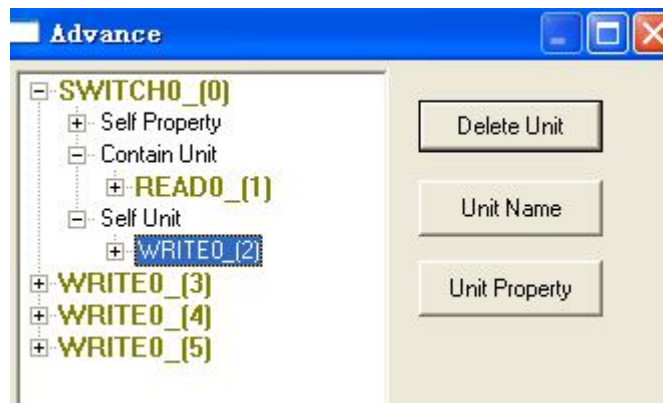 Advance
SWITCH0_(0)
Self Property
Contain Unit
READ0_(1)
Self Unit
WRITE0_(2)
WRITE0_(3)
WRITE0_(4)
WRITE0_(5)
Delete Unit
Unit Name
Unit Property